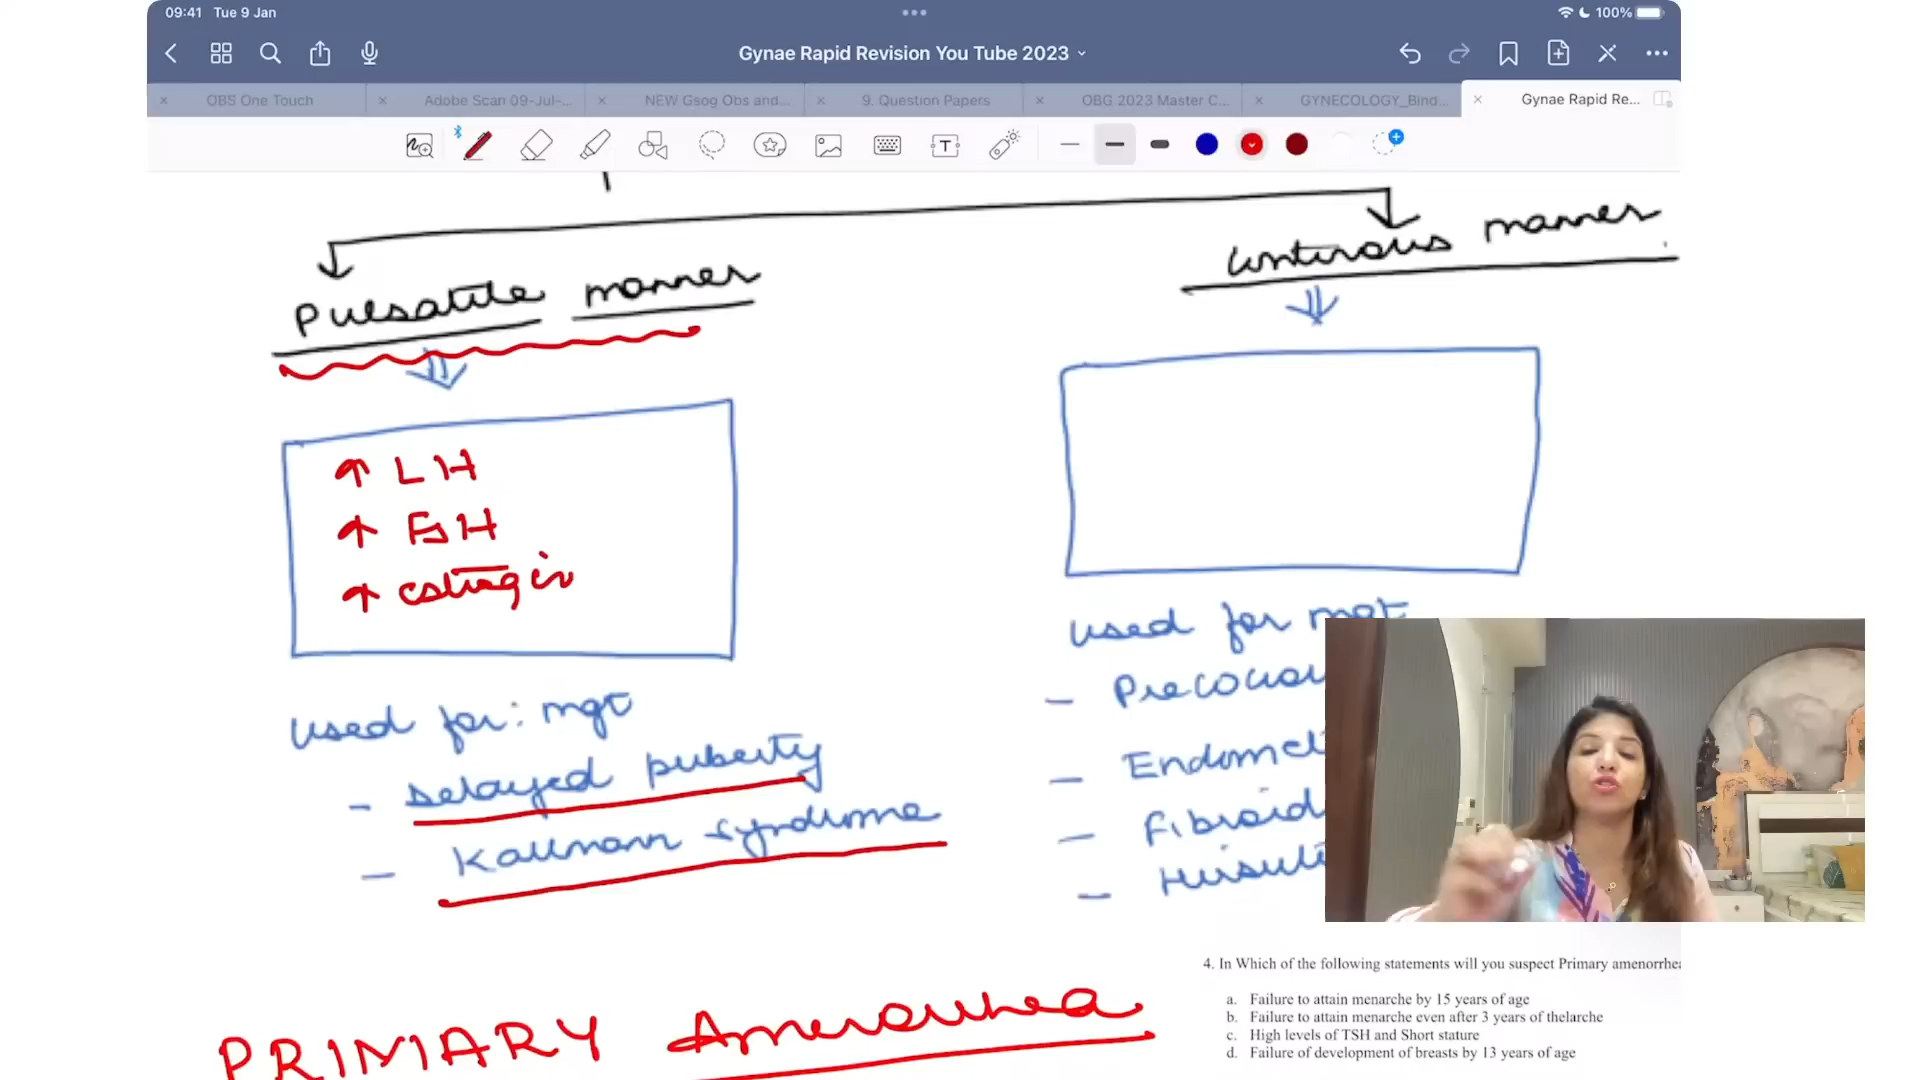 09:41 Tue 9 Jan
100%
Gynae Rapid Revision You Tube 2023
OBS One Touch
Adobe Scan 09-Jul-...
NEW Gsog Obs and...
9. Question Papers
OBG 2023 Master C...
GYNECOLOGY_Bind...
Gynae Rapid Re...
Pulsatile manner
continous manner
↑ LH
↑ FSH
↑ estrogen
used for: mgt
- Delayed puberty
- Kallmann syndrome
used for mgt
- Precociou
- Endomet
- Fibroid
- Hirsuti
4. In Which of the following statements will you suspect Primary amenorrhea
a. Failure to attain menarche by 15 years of age
b. Failure to attain menarche even after 3 years of thelarche
c. High levels of TSH and Short stature
d. Failure of development of breasts by 13 years of age
PRIMARY Amenorrhea